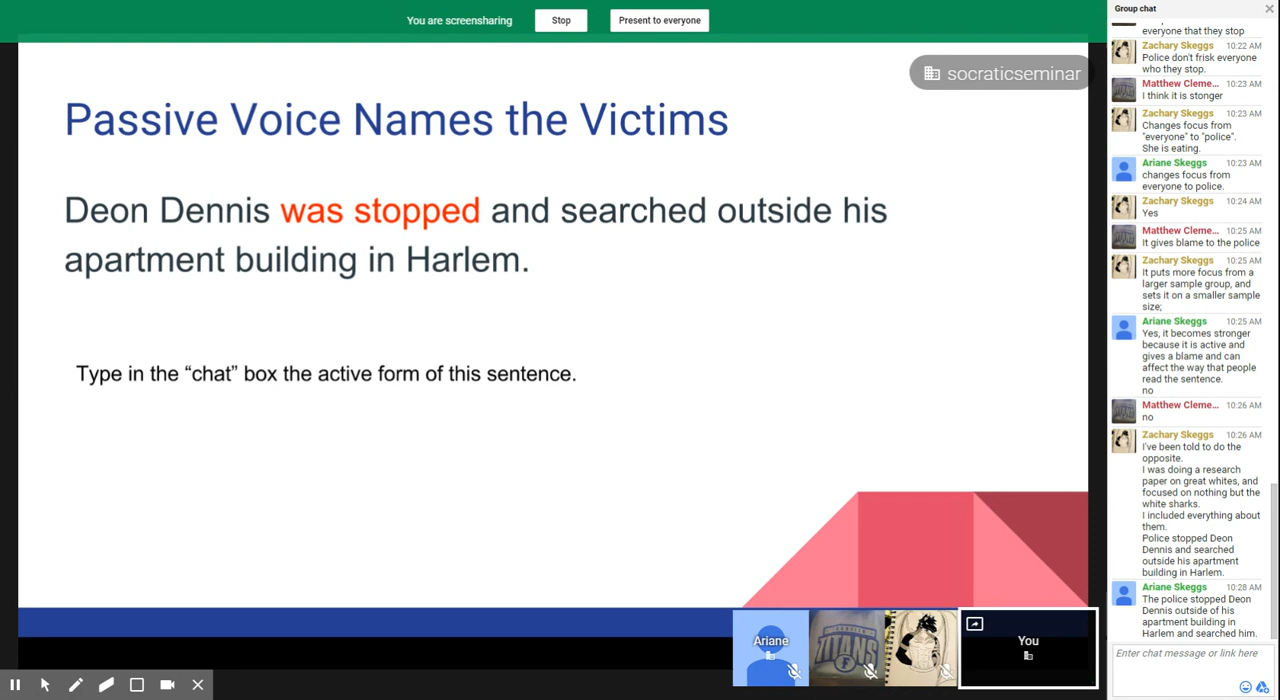 You are screensharing
Stop
Present to everyone
socraticseminar
Passive Voice Names the Victims
Deon Dennis was stopped and searched outside his
apartment building in Harlem.
Type in the “chat” box the active form of this sentence.
Ariane
TITANS
You
Group chat
everyone that they stop
Zachary Skeggs 10:22 AM
Police don't frisk everyone
who they stop.
Matthew Cleme... 10:23 AM
I think it is stonger
Zachary Skeggs 10:23 AM
Changes focus from
"everyone" to "police".
She is eating.
Ariane Skeggs 10:23 AM
changes focus from
everyone to police.
Zachary Skeggs 10:24 AM
Yes
Matthew Cleme... 10:25 AM
It gives blame to the police
Zachary Skeggs 10:25 AM
It puts more focus from a
larger sample group, and
sets it on a smaller sample
size;
Ariane Skeggs 10:25 AM
Yes, it becomes stronger
because it is active and
gives a blame and can
affect the way that people
read the sentence.
no
Matthew Cleme... 10:26 AM
no
Zachary Skeggs 10:26 AM
I've been told to do the
opposite.
I was doing a research
paper on great whites, and
focused on nothing but the
white sharks.
I included everything about
them.
Police stopped Deon
Dennis and searched
outside his apartment
building in Harlem.
Ariane Skeggs 10:28 AM
The police stopped Deon
Dennis outside of his
apartment building in
Harlem and searched him.
Enter chat message or link here